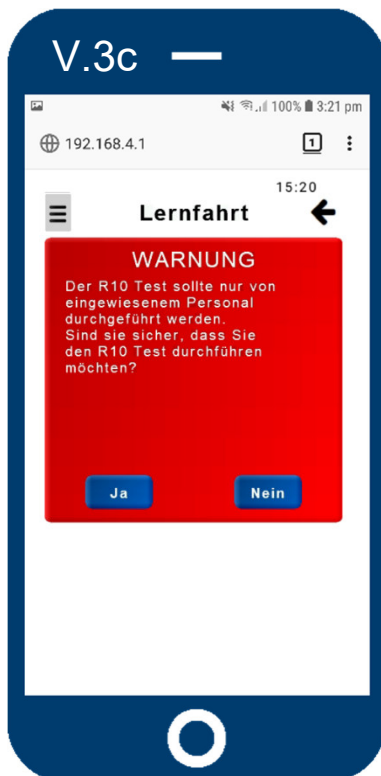 V.3c
100% 3:21 pm
192.168.4.1 1
15:20
Lernfahrt
WARNUNG
Der R10 Test sollte nur von
eingewiesenem Personal
durchgeführt werden.
Sind sie sicher, dass Sie
den R10 Test durchführen
möchten?
Ja Nein